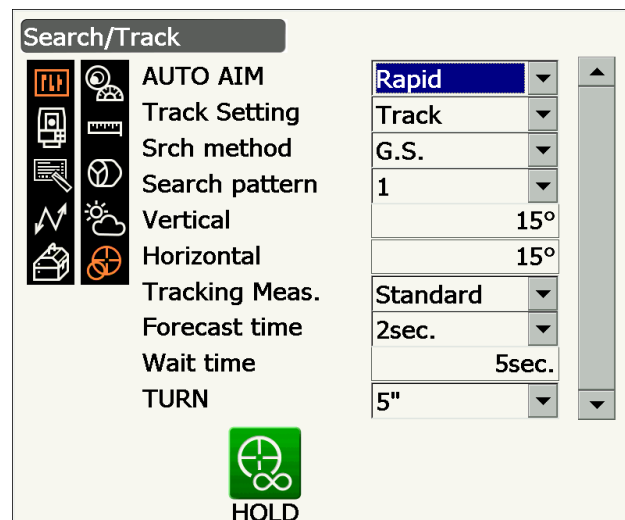 Search/Track
AUTO AIM Rapid
Track Setting Track
Srch method G.S.
Search pattern 1
Vertical 15°
Horizontal 15°
Tracking Meas. Standard
Forecast time 2sec.
Wait time 5sec.
TURN 5"
HOLD